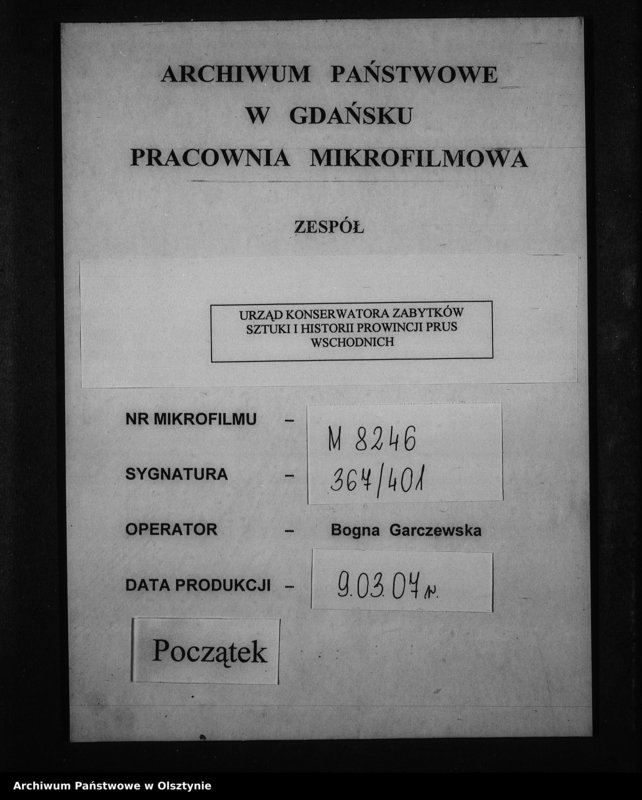 ARCHIWUM PAŃSTWOWE
W GDAŃSKU
PRACOWNIA MIKROFILMOWA
ZESPÓŁ
URZĄD KONSERWATORA ZABYTKÓW
SZTUKI I HISTORII PROWINCJI PRUS
WSCHODNICH
NR MIKROFILMU – M 8246
SYGNATURA – 367/401
OPERATOR – Bogna Garczewska
DATA PRODUKCJI – 9.03.07 r.
Początek
Archiwum Państwowe w Olsztynie